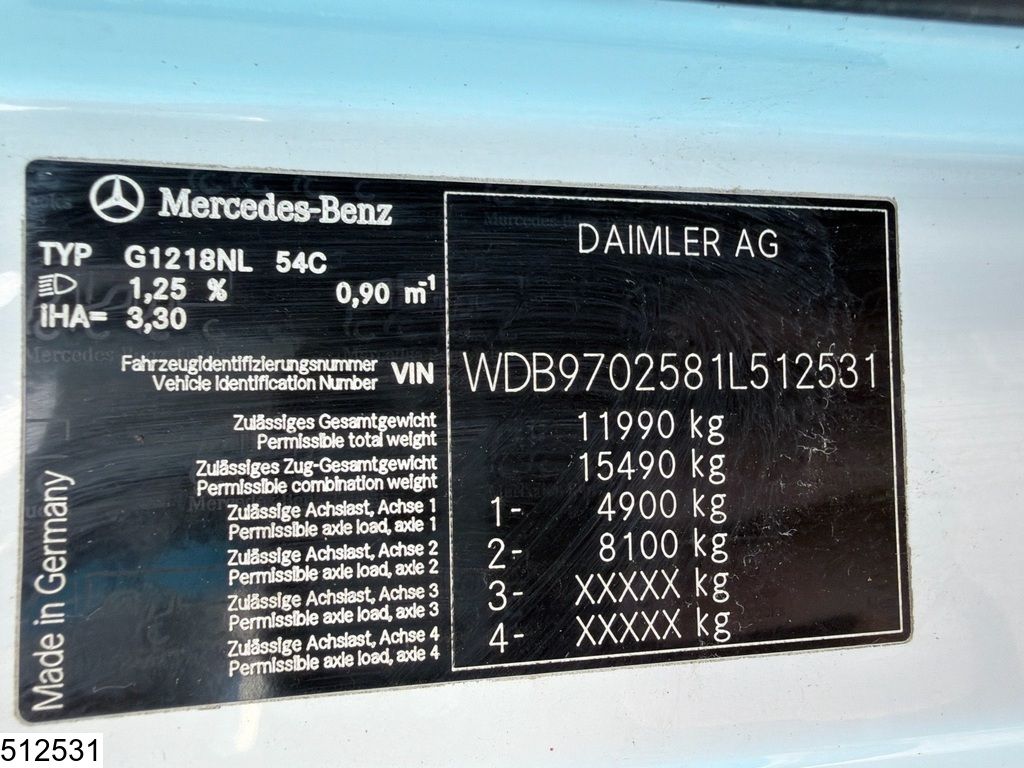 Mercedes-Benz
TYP G1218NL 54C
1,25 % 0,90 m⁻¹
iHA= 3,30
DAIMLER AG
Fahrzeugidentifizierungsnummer
Vehicle Identification Number VIN WDB9702581L512531
Zulässiges Gesamtgewicht
Permissible total weight 11990 kg
Zulässiges Zug-Gesamtgewicht
Permissible combination weight 15490 kg
Zulässige Achslast, Achse 1
Permissible axle load, axle 1 1- 4900 kg
Zulässige Achslast, Achse 2
Permissible axle load, axle 2 2- 8100 kg
Zulässige Achslast, Achse 3
Permissible axle load, axle 3 3- XXXXX kg
Zulässige Achslast, Achse 4
Permissible axle load, axle 4 4- XXXXX kg
Made in Germany
512531